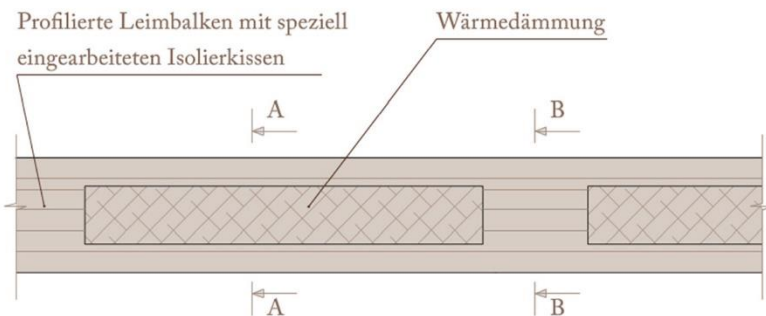 Profilierte Leimbalken mit speziell
eingearbeiteten Isolierkissen
Wärmedämmung
A
B
A
B